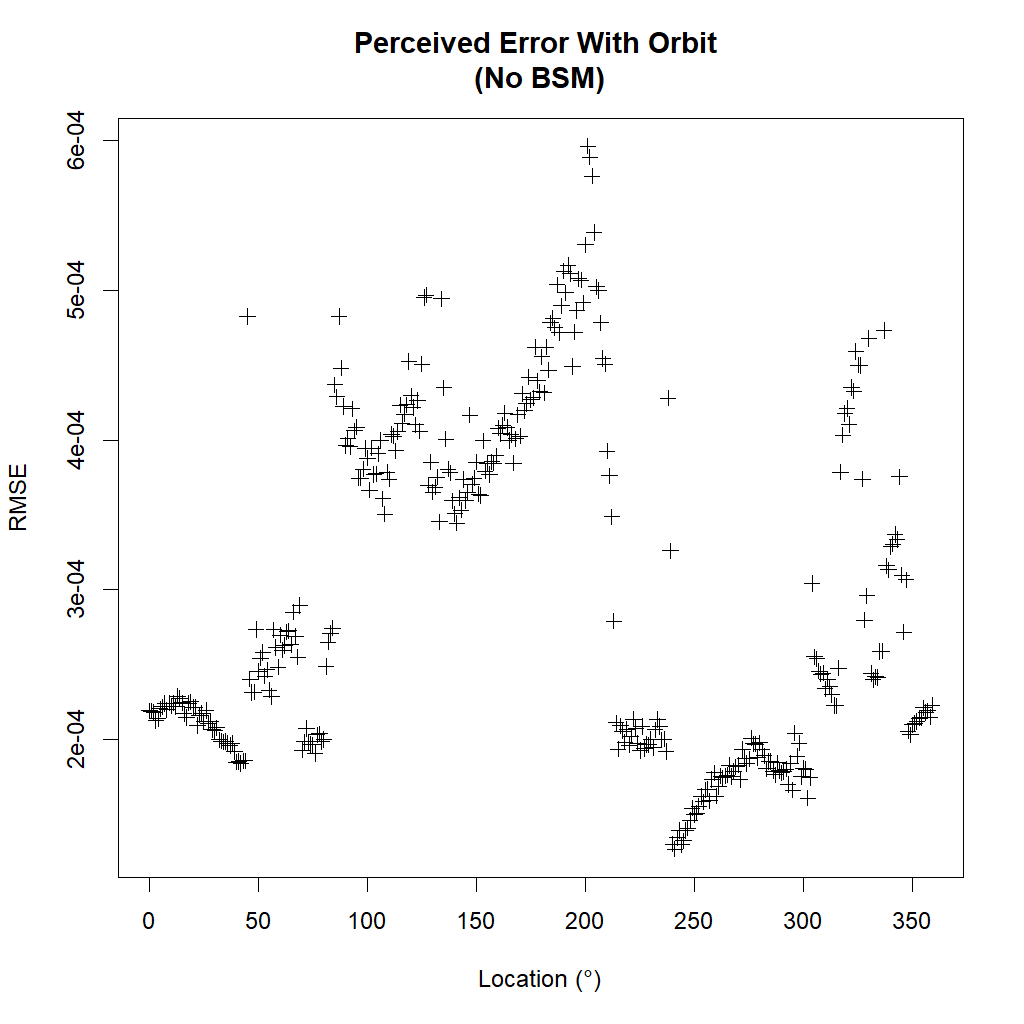 Perceived Error With Orbit
(No BSM)
6e-04
5e-04
4e-04
3e-04
2e-04
RMSE
0 50 100 150 200 250 300 350
Location (°)